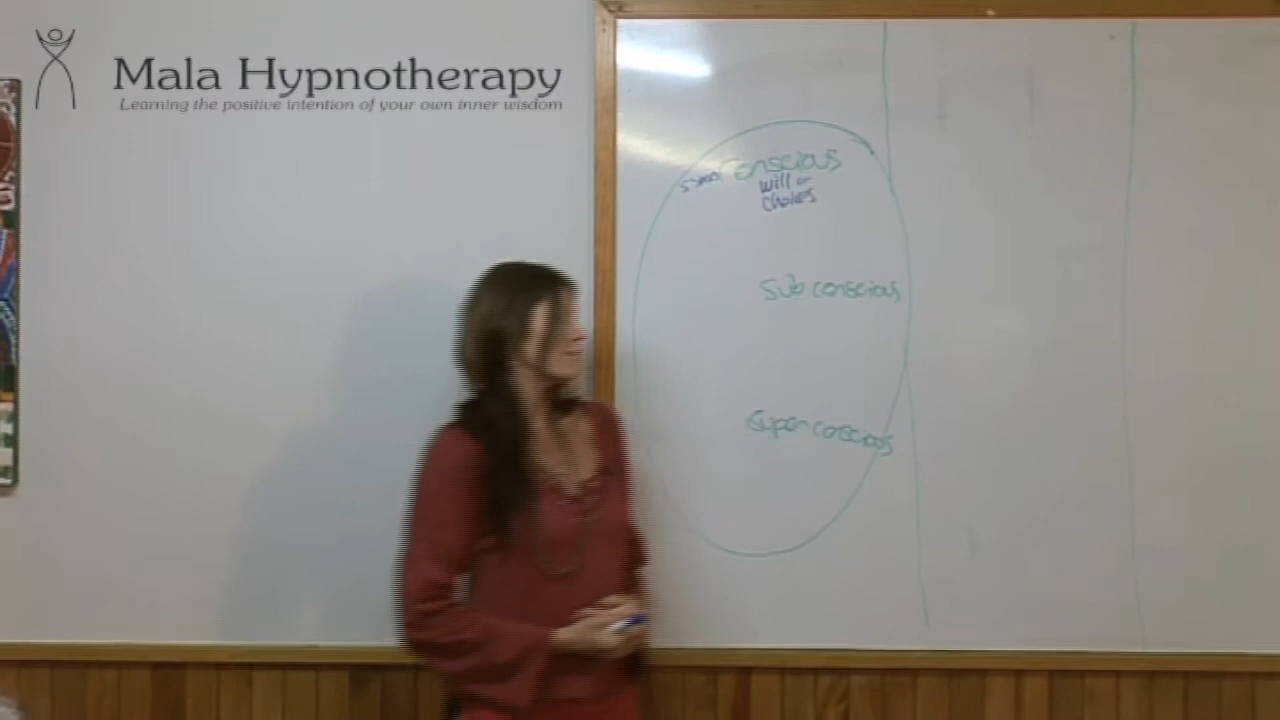 Mala Hypnotherapy
Learning the positive intention of your own inner wisdom
conscious
will or
choices
sub conscious
super conscious